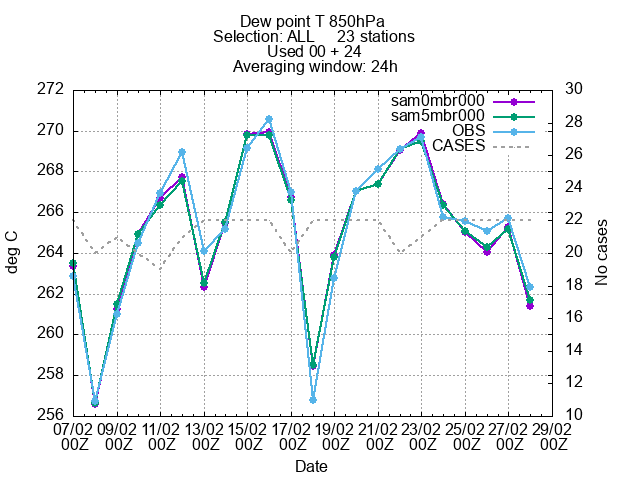 Dew point T 850hPa
Selection: ALL 23 stations
Used 00 + 24
Averaging window: 24h
272 30
sam0mbr000
sam5mbr000
OBS
CASES
270 28
268 26
266 24
264 22
262 20
260 18
258 16
256 14
12
10
deg C
No cases
07/02 09/02 11/02 13/02 15/02 17/02 19/02 21/02 23/02 25/02 27/02 29/02
00Z 00Z 00Z 00Z 00Z 00Z 00Z 00Z 00Z 00Z 00Z 00Z
Date